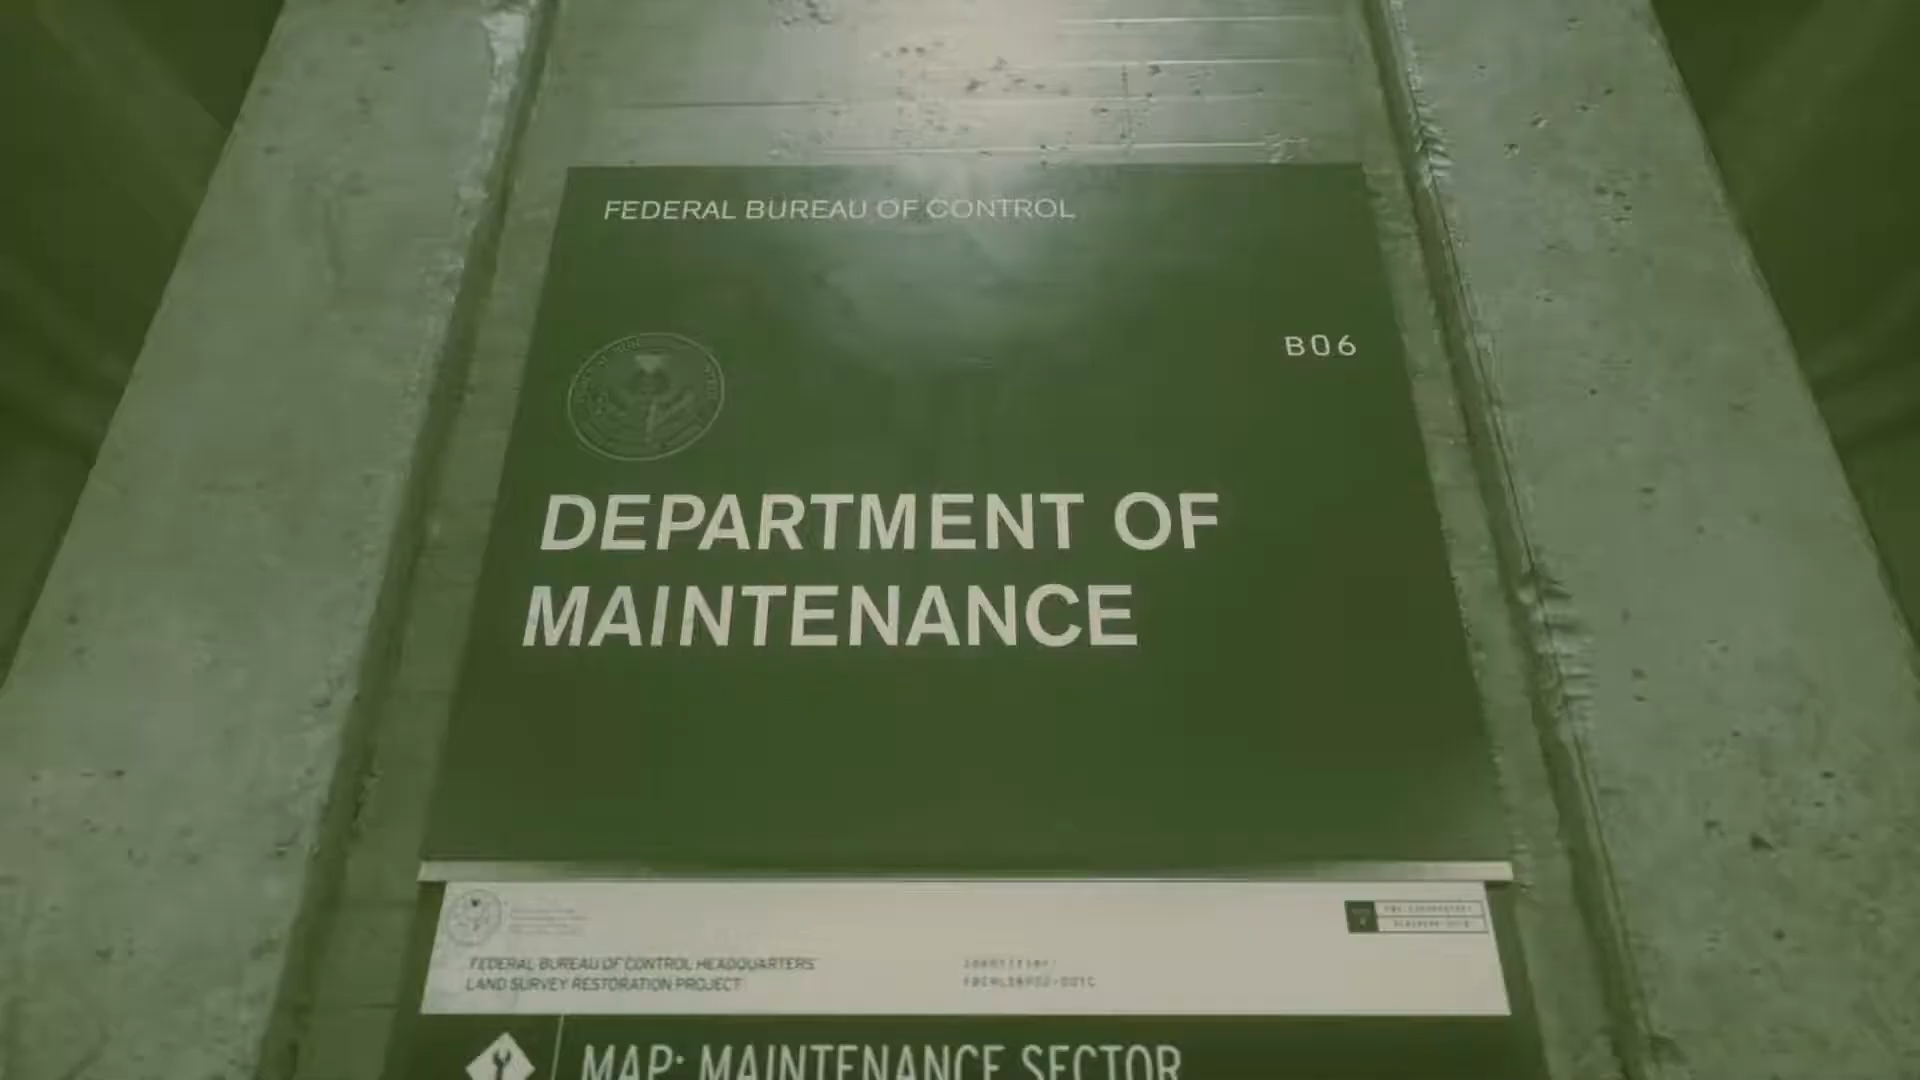 FEDERAL BUREAU OF CONTROL
B06
DEPARTMENT OF
MAINTENANCE
FEDERAL BUREAU OF CONTROL HEADQUARTERS
LAND SURVEY RESTORATION PROJECT
MAP: MAINTENANCE SECTOR